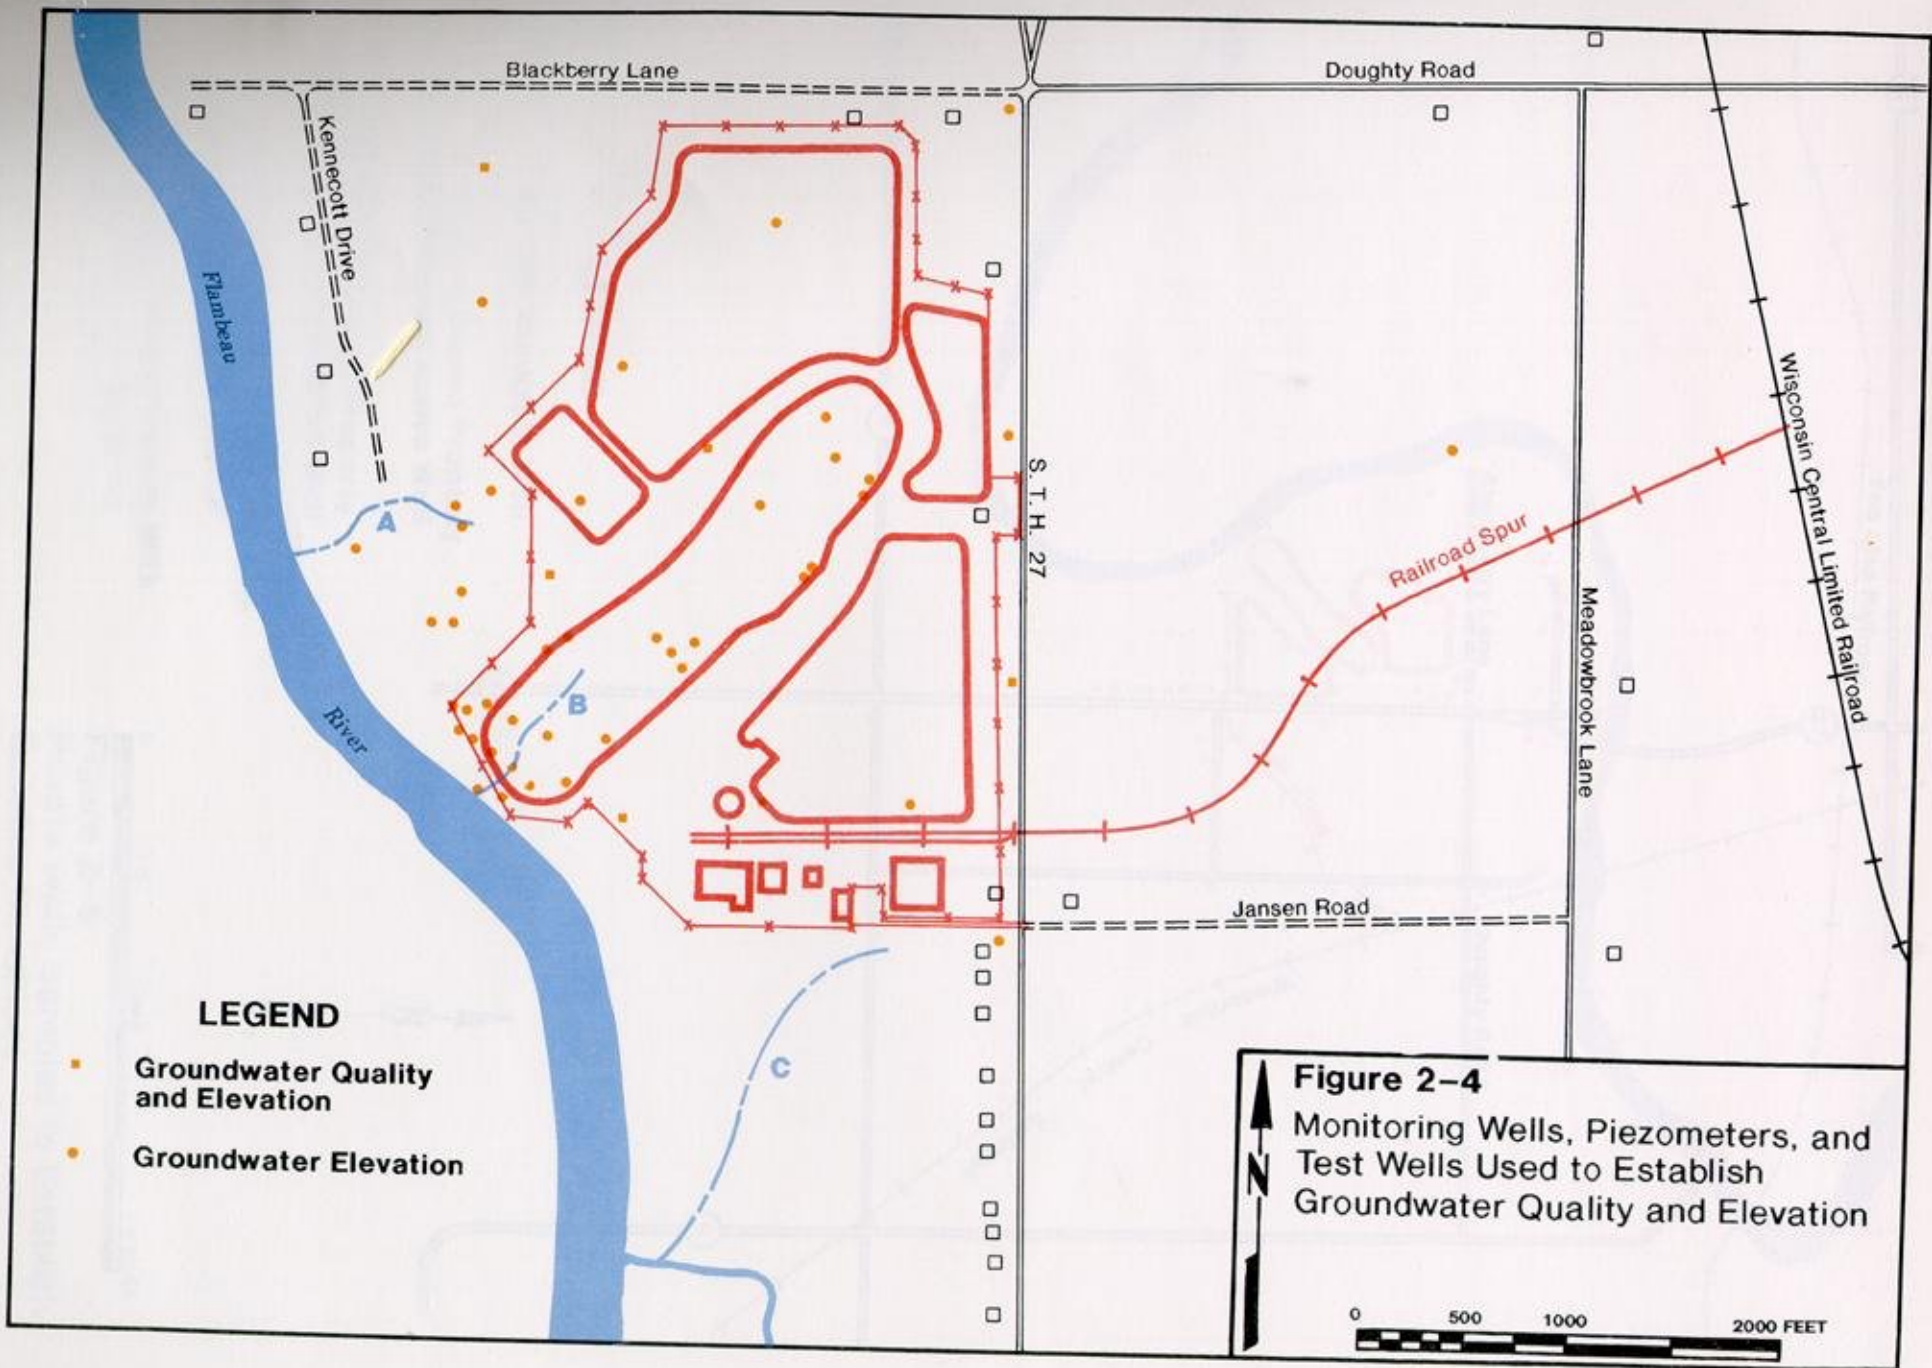 Blackberry Lane
Doughty Road
Kennecott Drive
Flambeau
River
A
B
C
S. T. H. 27
Railroad Spur
Meadowbrook Lane
Wisconsin Central Limited Railroad
Jansen Road
LEGEND
Groundwater Quality
and Elevation
Groundwater Elevation
Figure 2-4
Monitoring Wells, Piezometers, and
Test Wells Used to Establish
Groundwater Quality and Elevation
N
0 500 1000 2000 FEET